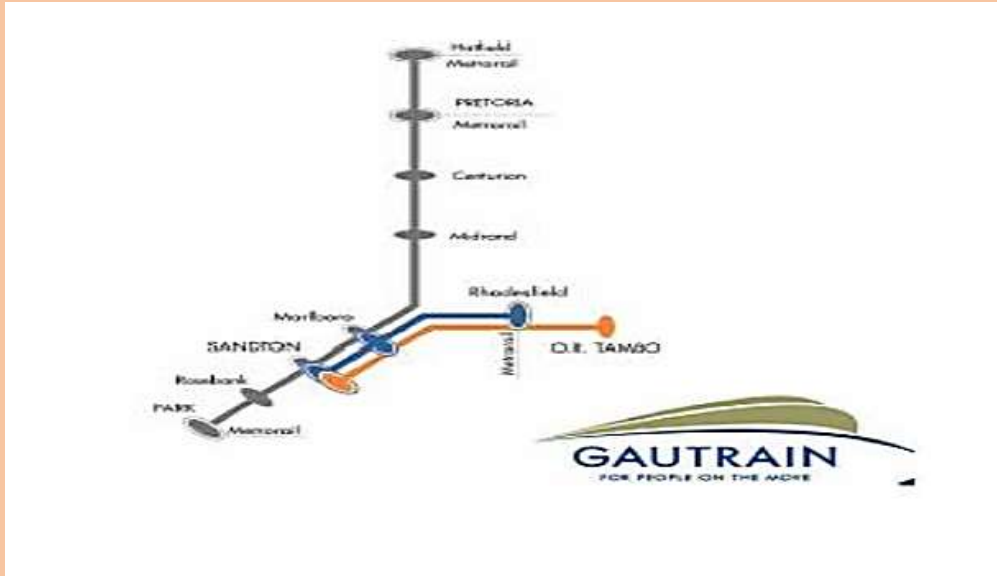 Hatfield
Metrorail
PRETORIA
Metrorail
Centurion
Midrand
Rhodesfield
Marlboro
Metrorail
O.R. TAMBO
SANDTON
Rosebank
PARK
Metrorail
GAUTRAIN
FOR PEOPLE ON THE MOVE